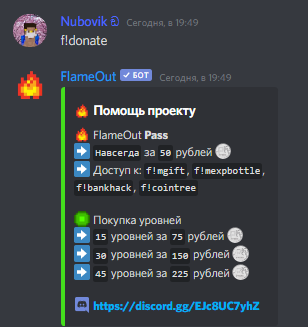 Nubovik Сегодня, в 19:49
f!donate
FlameOut ✓ БОТ Сегодня, в 19:49
Помощь проекту
FlameOut Pass
Навсегда за 50 рублей
Доступ к: f!mgift, f!mexpbottle,
f!bankhack, f!cointree
Покупка уровней
15 уровней за 75 рублей
30 уровней за 150 рублей
45 уровней за 225 рублей
https://discord.gg/EJc8UC7yhZ